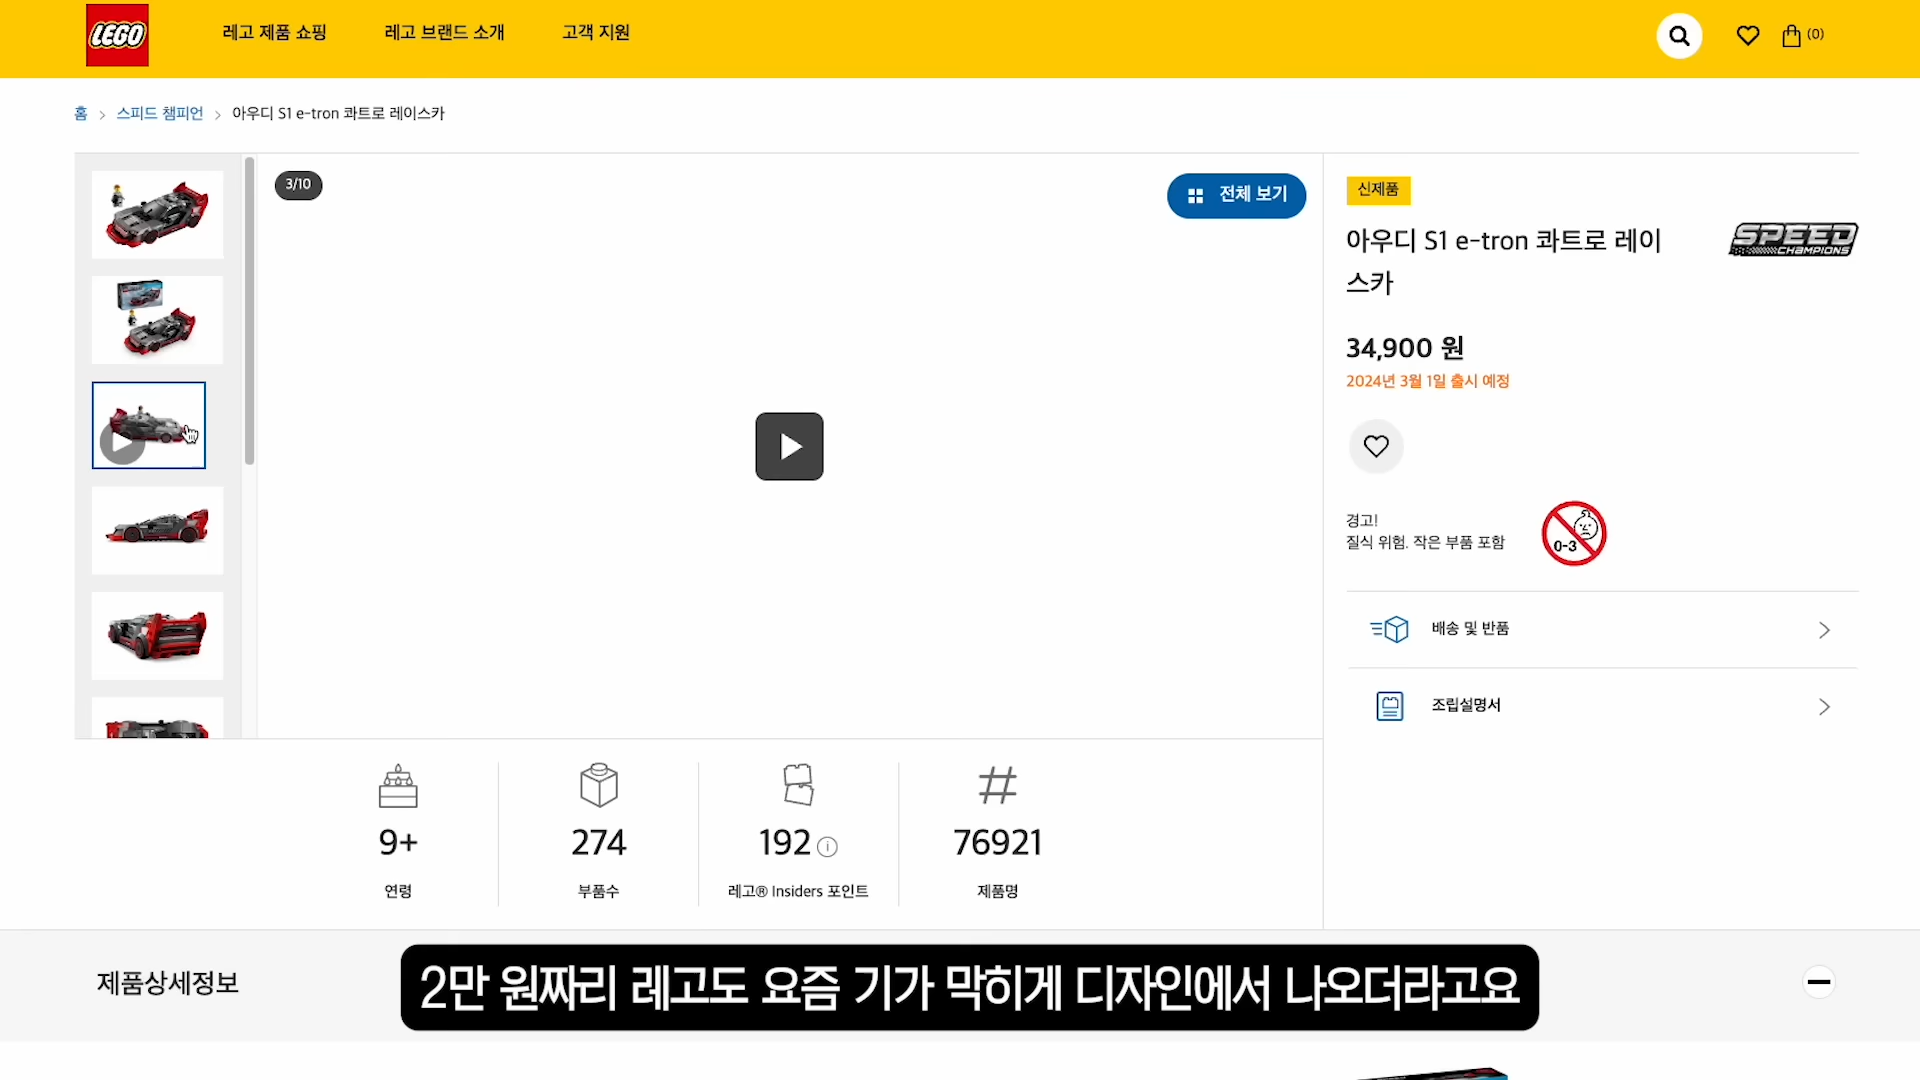 LEGO
레고 제품 쇼핑
레고 브랜드 소개
고객 지원
(0)
홈 > 스피드 챔피언 > 아우디 S1 e-tron 콰트로 레이스카
3/10
전체 보기
신제품
아우디 S1 e-tron 콰트로 레이
스카
SPEED
CHAMPIONS
34,900 원
2024년 3월 1일 출시 예정
경고!
질식 위험. 작은 부품 포함
0-3
배송 및 반품
조립설명서
9+
연령
274
부품수
192
레고® Insiders 포인트
76921
제품명
제품상세정보
2만 원짜리 레고도 요즘 기가 막히게 디자인에서 나오더라고요